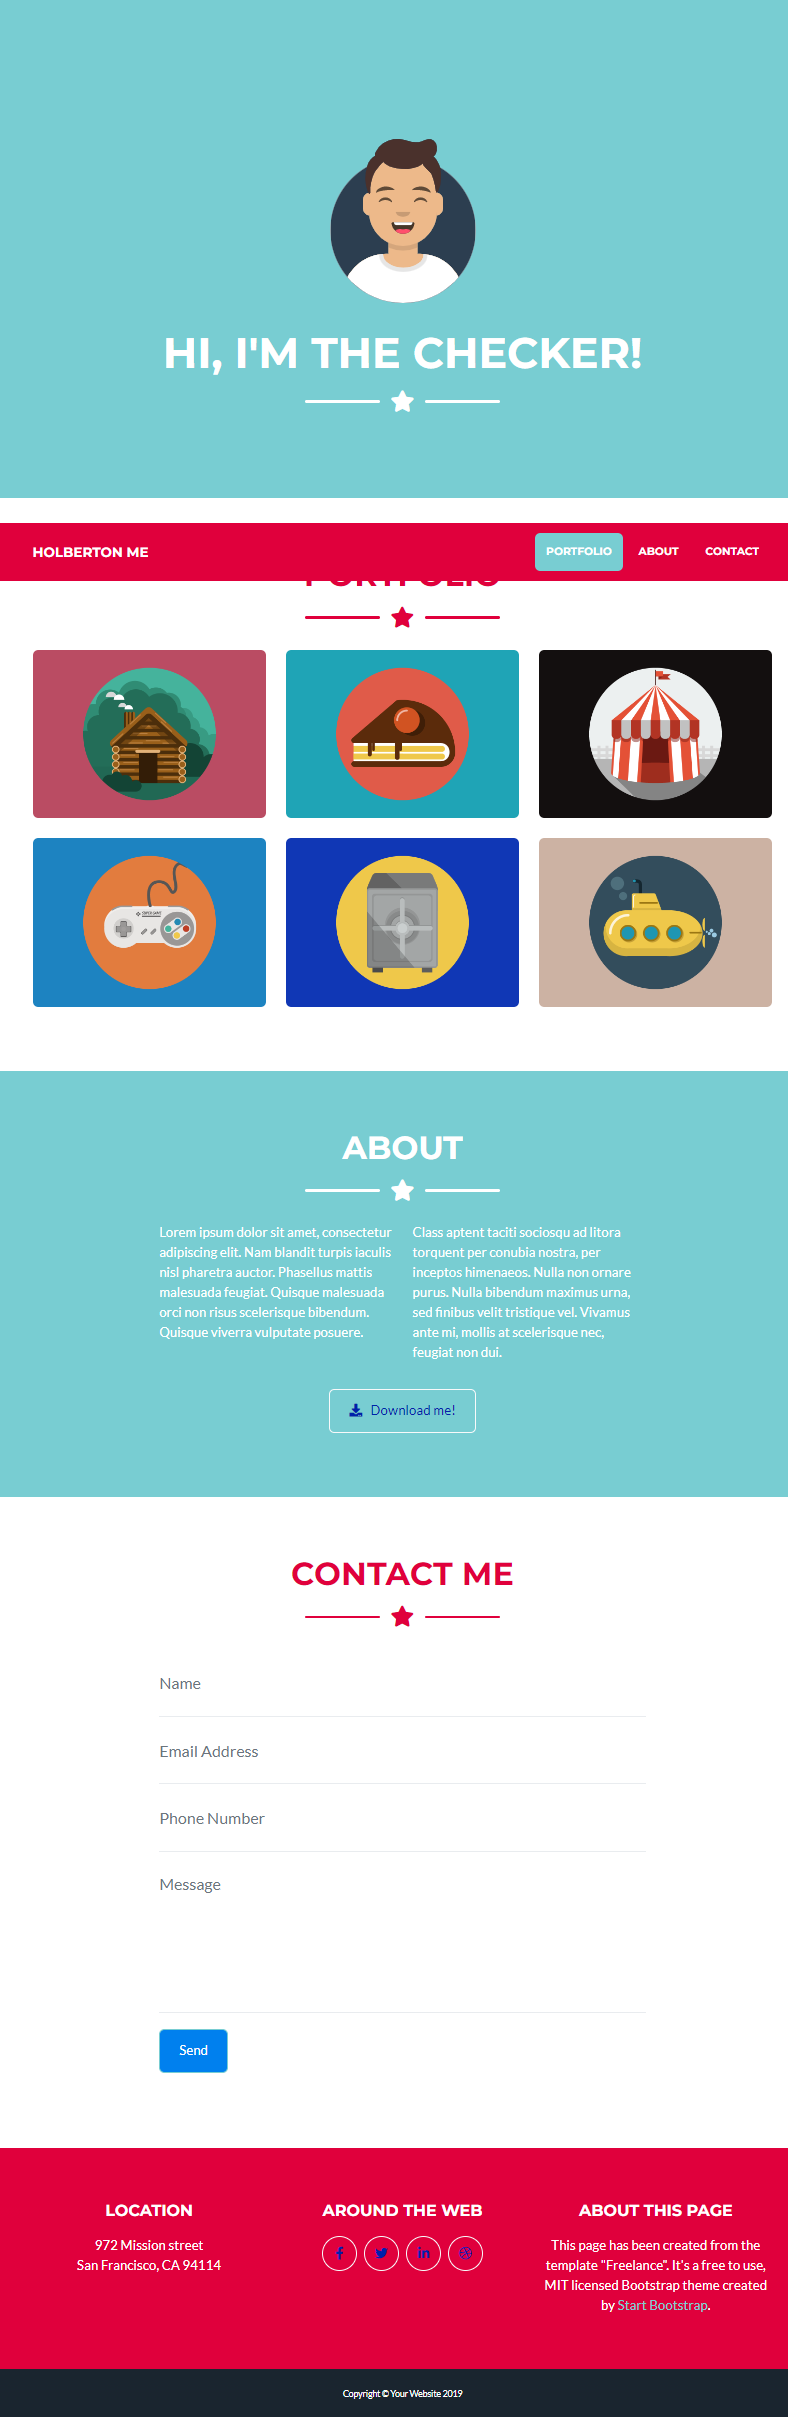 HI, I'M THE CHECKER!
HOLBERTON ME
PORTFOLIO
ABOUT
CONTACT
PORTFOLIO
ABOUT
Lorem ipsum dolor sit amet, consectetur
adipiscing elit. Nam blandit turpis iaculis
nisl pharetra auctor. Phasellus mattis
malesuada feugiat. Quisque malesuada
orci non risus scelerisque bibendum.
Quisque viverra vulputate posuere.
Class aptent taciti sociosqu ad litora
torquent per conubia nostra, per
inceptos himenaeos. Nulla non ornare
purus. Nulla bibendum maximus urna,
sed finibus velit tristique vel. Vivamus
ante mi, mollis at scelerisque nec,
feugiat non dui.
Download me!
CONTACT ME
Name
Email Address
Phone Number
Message
Send
LOCATION
972 Mission street
San Francisco, CA 94114
AROUND THE WEB
ABOUT THIS PAGE
This page has been created from the
template "Freelance". It's a free to use,
MIT licensed Bootstrap theme created
by Start Bootstrap.
Copyright © Your Website 2019